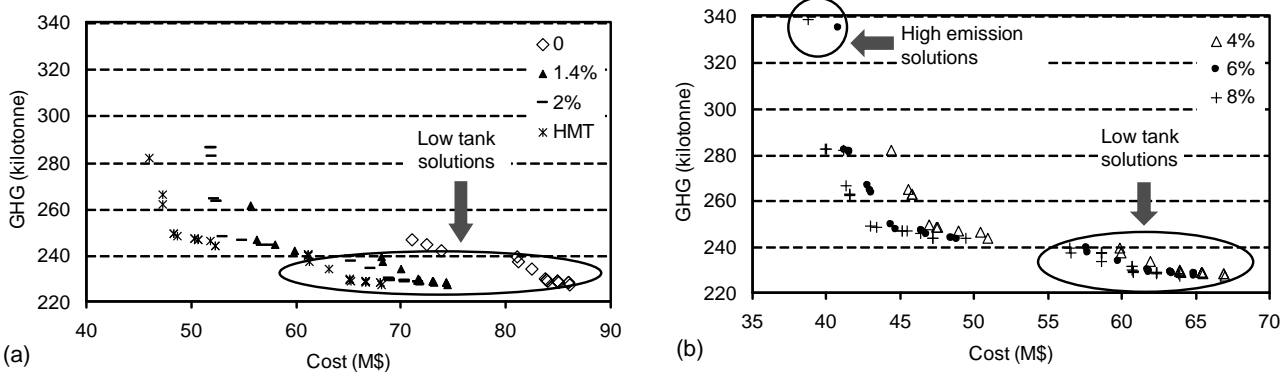 340
320
300
280
260
240
220
GHG (kilotonne)
40
50
60
70
80
90
Cost (M$)
(a)
0
1.4%
2%
HMT
Low tank
solutions
340
320
300
280
260
240
220
GHG (kilotonne)
35
40
45
50
55
60
65
70
Cost (M$)
(b)
High emission
solutions
4%
6%
8%
Low tank
solutions